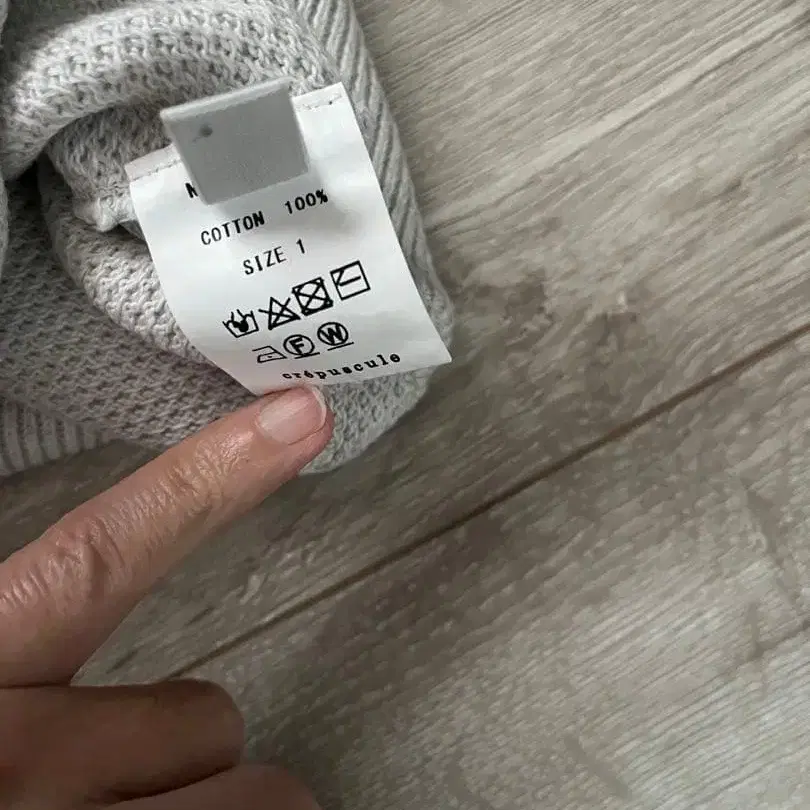 COTTON 100%
SIZE 1
F W
crépuscule